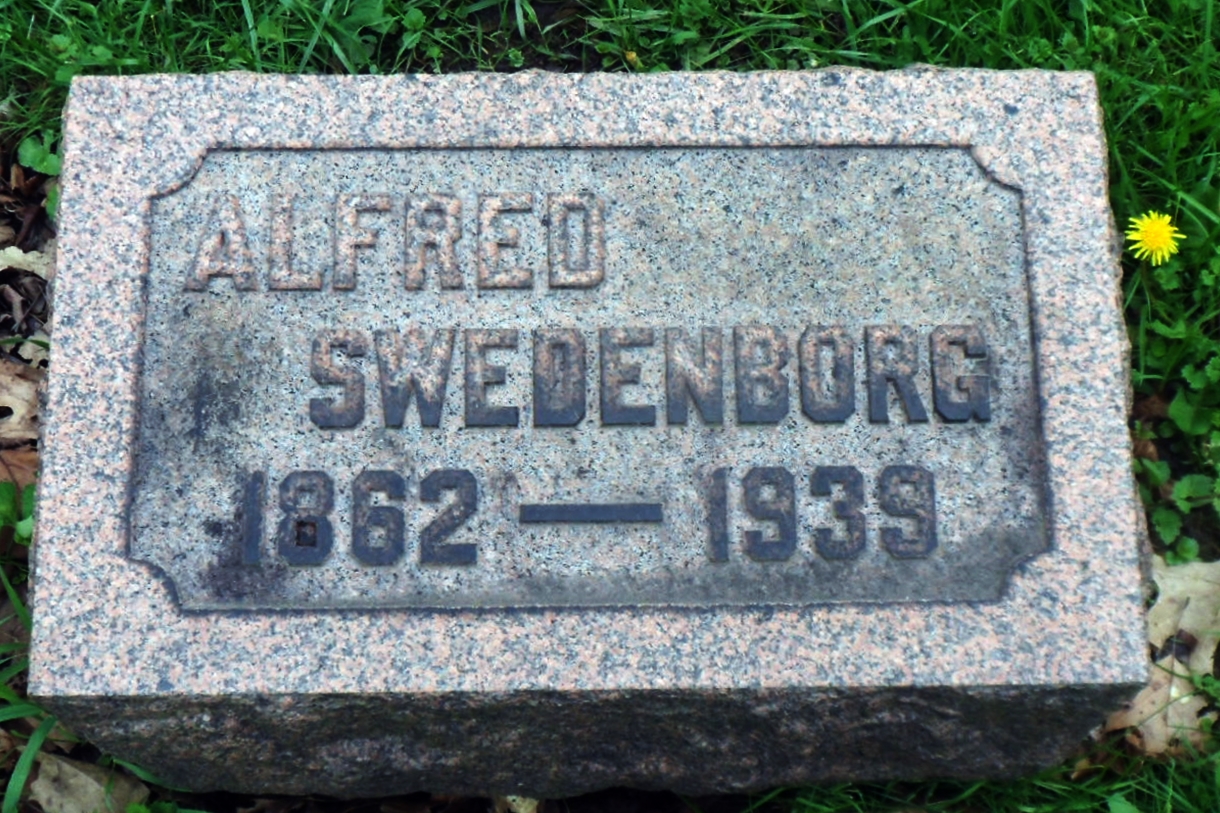 ALFRED
SWEDENBORG
1862 — 1939